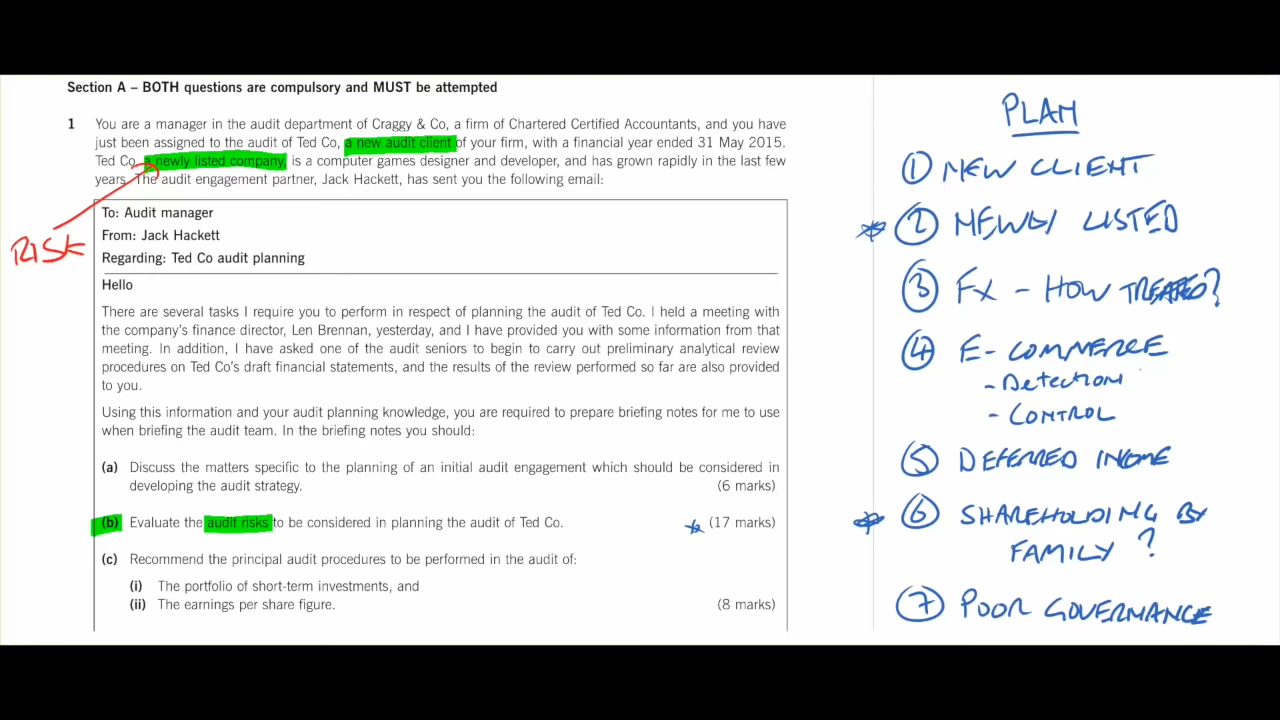 Section A – BOTH questions are compulsory and MUST be attempted
1 You are a manager in the audit department of Craggy & Co, a firm of Chartered Certified Accountants, and you have
just been assigned to the audit of Ted Co, a new audit client of your firm, with a financial year ended 31 May 2015.
Ted Co, a newly listed company, is a computer games designer and developer, and has grown rapidly in the last few
years. The audit engagement partner, Jack Hackett, has sent you the following email:
RISK
To: Audit manager
From: Jack Hackett
Regarding: Ted Co audit planning
Hello
There are several tasks I require you to perform in respect of planning the audit of Ted Co. I held a meeting with
the company's finance director, Len Brennan, yesterday, and I have provided you with some information from that
meeting. In addition, I have asked one of the audit seniors to begin to carry out preliminary analytical review
procedures on Ted Co's draft financial statements, and the results of the review performed so far are also provided
to you.
Using this information and your audit planning knowledge, you are required to prepare briefing notes for me to use
when briefing the audit team. In the briefing notes you should:
(a) Discuss the matters specific to the planning of an initial audit engagement which should be considered in
developing the audit strategy. (6 marks)
(b) Evaluate the audit risks to be considered in planning the audit of Ted Co. (17 marks)
(c) Recommend the principal audit procedures to be performed in the audit of:
(i) The portfolio of short-term investments, and
(ii) The earnings per share figure. (8 marks)
PLAN
1 NEW CLIENT
2 NEWLY LISTED
3 FX - HOW TREATED?
4 E-COMMERCE
- Detection
- CONTROL
5 DEFERRED INCOME
6 SHAREHOLDING BY
FAMILY ?
7 POOR GOVERNANCE